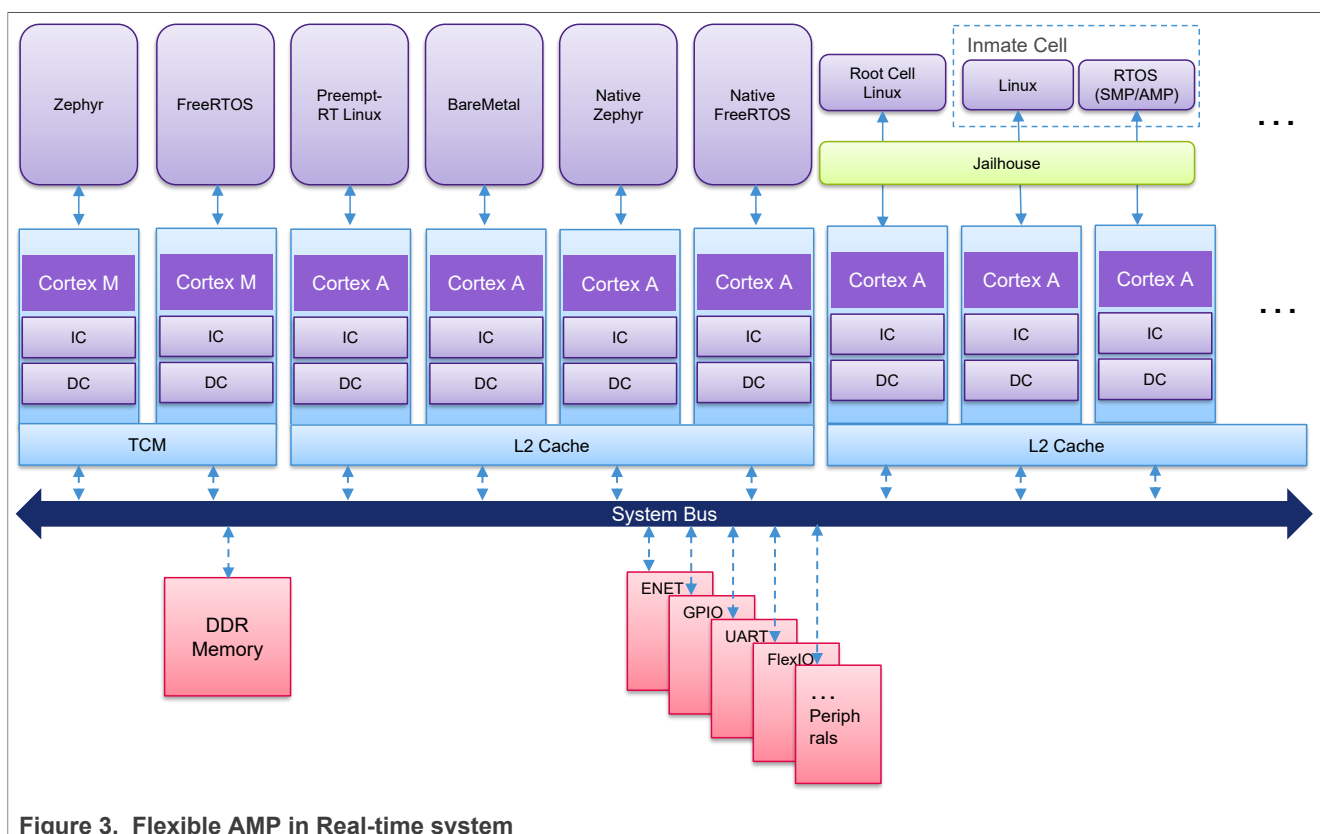 Inmate Cell
Zephyr
FreeRTOS
Preempt-
RT Linux
BareMetal
Native
Zephyr
Native
FreeRTOS
Root Cell
Linux
Linux
RTOS
(SMP/AMP)
...
Jailhouse
Cortex M
Cortex M
Cortex A
Cortex A
Cortex A
Cortex A
Cortex A
Cortex A
Cortex A
...
IC
IC
IC
IC
IC
IC
IC
IC
IC
DC
DC
DC
DC
DC
DC
DC
DC
DC
TCM
L2 Cache
L2 Cache
System Bus
DDR
Memory
ENET
GPIO
UART
FlexIO
...
Periph
rals
Figure 3. Flexible AMP in Real-time system